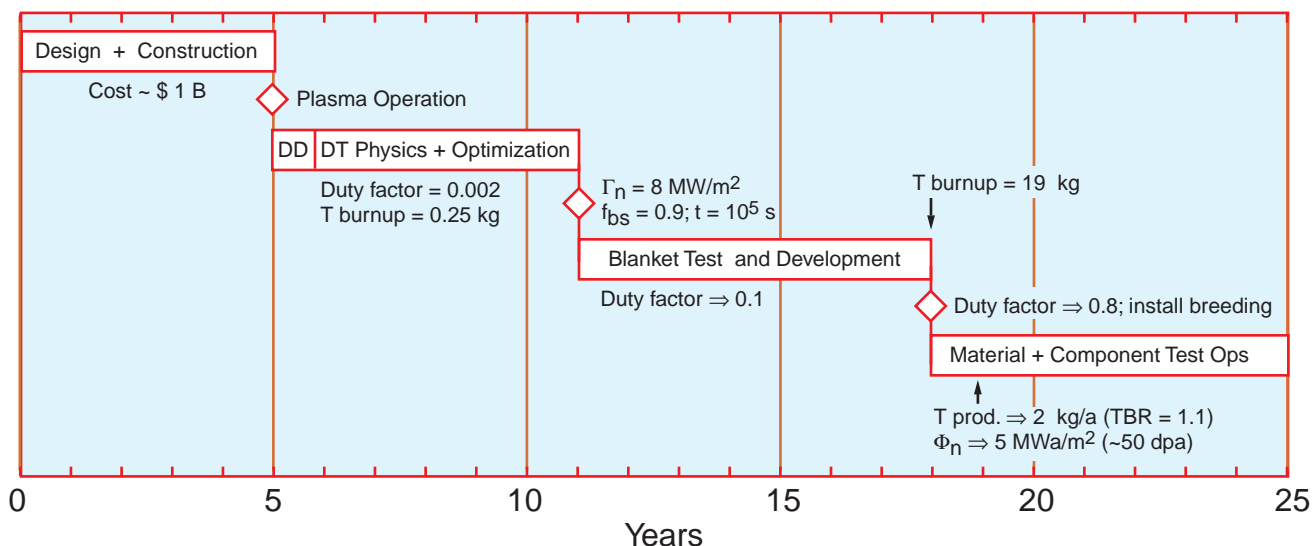 Design + Construction
Cost ~ $ 1 B
Plasma Operation
DD DT Physics + Optimization
Duty factor = 0.002
T burnup = 0.25 kg
Γn = 8 MW/m²
fbs = 0.9; t = 10⁵ s
T burnup = 19 kg
Blanket Test and Development
Duty factor ⇒ 0.1
Duty factor ⇒ 0.8; install breeding
Material + Component Test Ops
T prod. ⇒ 2 kg/a (TBR = 1.1)
Φn ⇒ 5 MWa/m² (~50 dpa)
0 5 10 15 20 25
Years